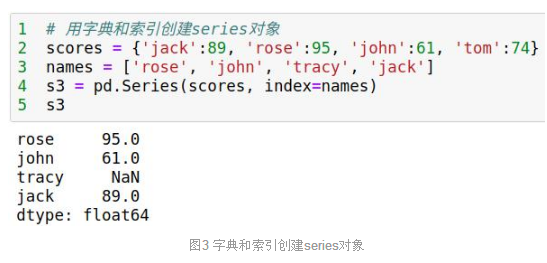 1 # 用字典和索引创建series对象
2 scores = {'jack':89, 'rose':95, 'john':61, 'tom':74}
3 names = ['rose', 'john', 'tracy', 'jack']
4 s3 = pd.Series(scores, index=names)
5 s3
rose 95.0
john 61.0
tracy NaN
jack 89.0
dtype: float64
图3 字典和索引创建series对象